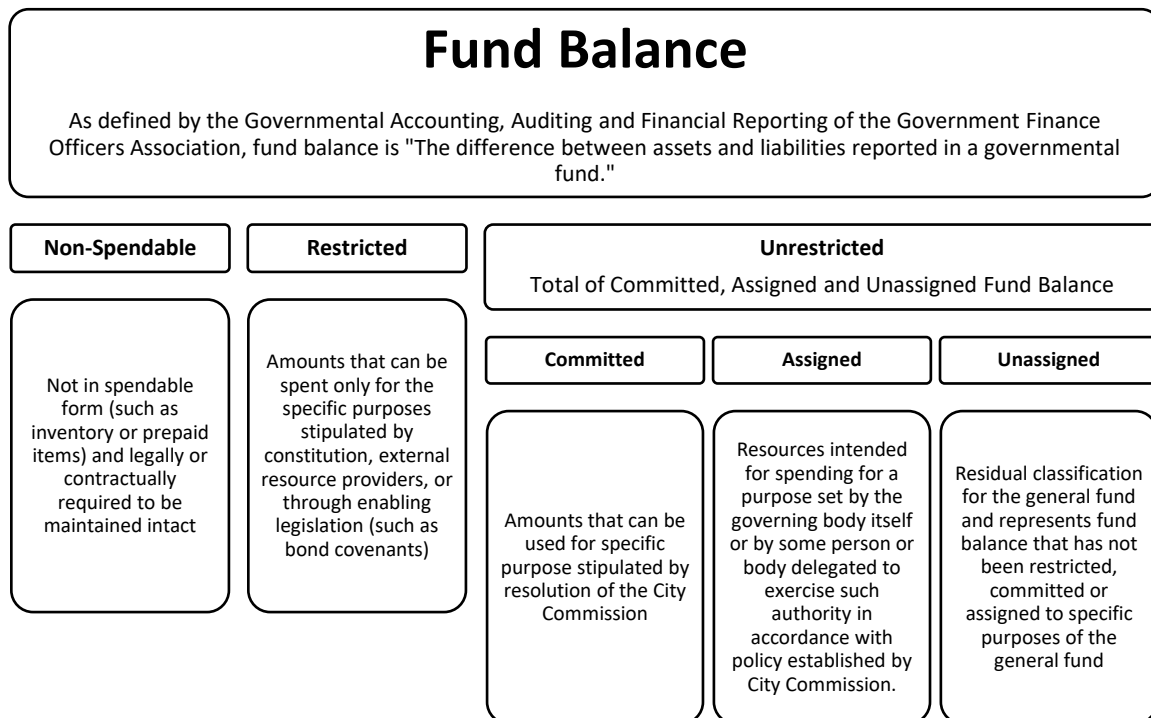 Fund Balance
As defined by the Governmental Accounting, Auditing and Financial Reporting of the Government Finance
Officers Association, fund balance is "The difference between assets and liabilities reported in a governmental
fund."
Non-Spendable
Not in spendable
form (such as
inventory or prepaid
items) and legally or
contractually
required to be
maintained intact
Restricted
Amounts that can be
spent only for the
specific purposes
stipulated by
constitution, external
resource providers, or
through enabling
legislation (such as
bond covenants)
Unrestricted
Total of Committed, Assigned and Unassigned Fund Balance
Committed
Amounts that can be
used for specific
purpose stipulated by
resolution of the City
Commission
Assigned
Resources intended
for spending for a
purpose set by the
governing body itself
or by some person or
body delegated to
exercise such
authority in
accordance with
policy established by
City Commission.
Unassigned
Residual classification
for the general fund
and represents fund
balance that has not
been restricted,
committed or
assigned to specific
purposes of the
general fund